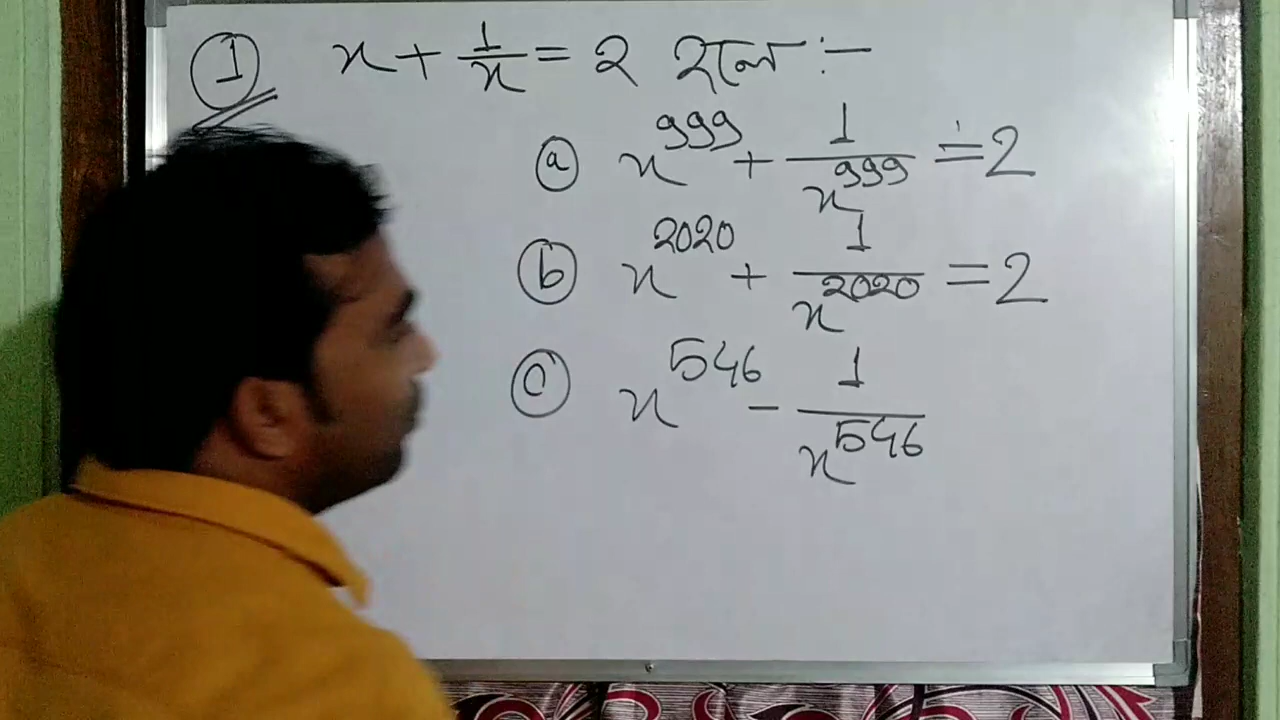 ① x + 1/x = 2 হলে :-
ⓐ x^999 + 1/x^999 = 2
ⓑ x^2020 + 1/x^2020 = 2
ⓒ x^546 - 1/x^546